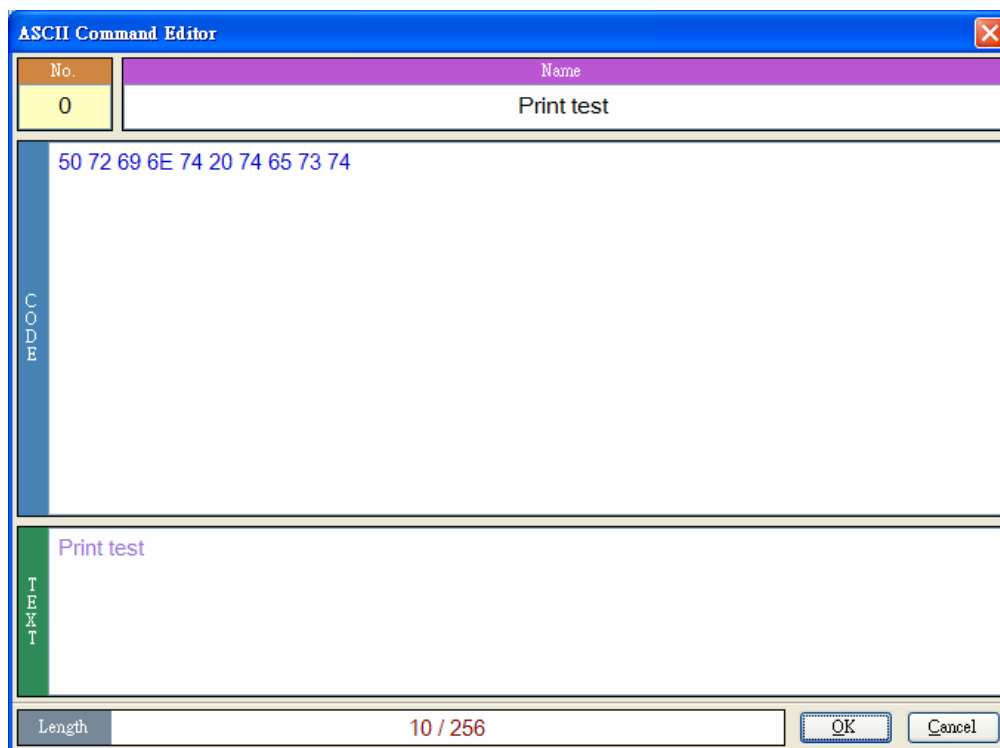 ASCII Command Editor
No.
Name
0
Print test
CODE
50 72 69 6E 74 20 74 65 73 74
TEXT
Print test
Length
10 / 256
OK
Cancel